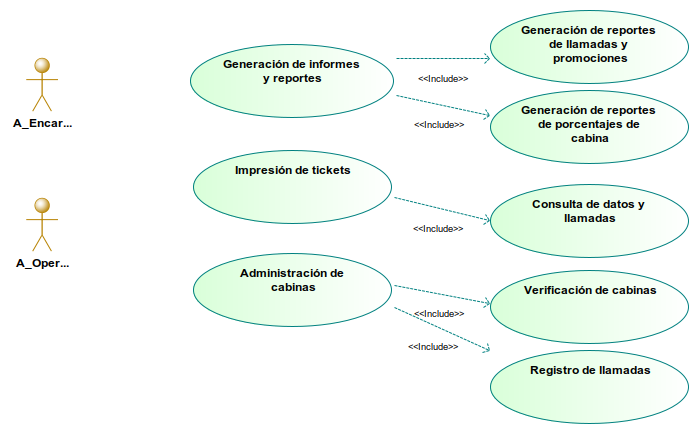 Generación de reportes
de llamadas y
promociones
Generación de informes
y reportes
<<Include>>
A_Encar...
Generación de reportes
de porcentajes de
cabina
<<Include>>
Impresión de tickets
Consulta de datos y
llamadas
<<Include>>
A_Oper...
Administración de
cabinas
Verificación de cabinas
<<Include>>
<<Include>>
Registro de llamadas